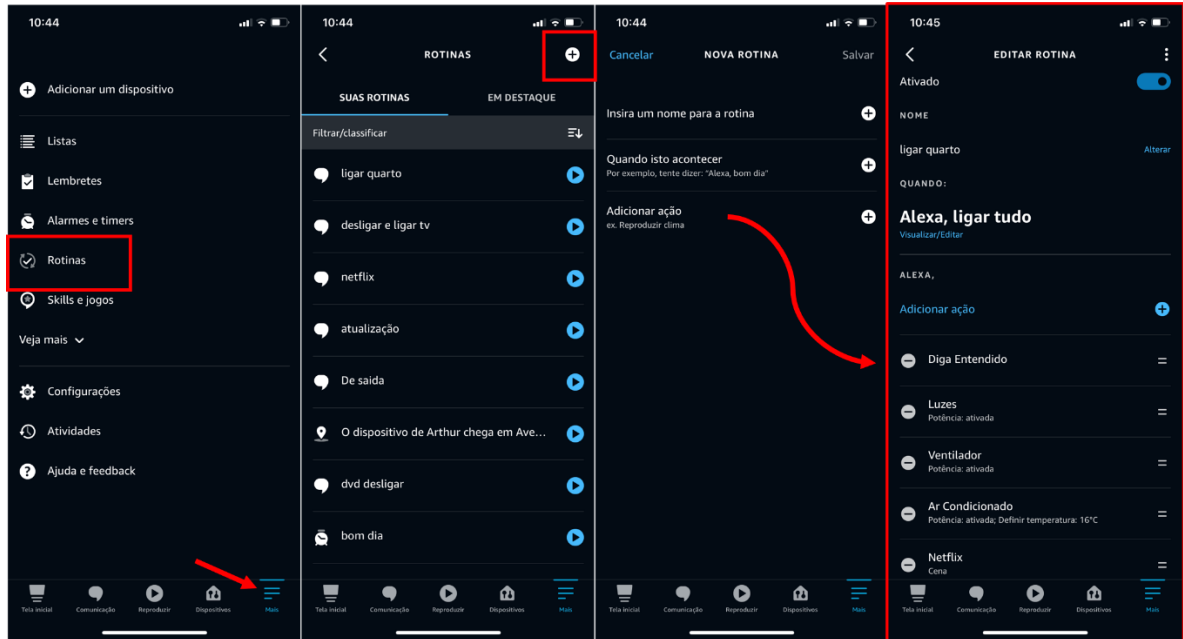 10:44
Adicionar um dispositivo
Listas
Lembretes
Alarmes e timers
Rotinas
Skills e jogos
Veja mais
Configurações
Atividades
Ajuda e feedback
Tela inicial
Comunicação
Reproduzir
Dispositivos
Mais
10:44
ROTINAS
SUAS ROTINAS
EM DESTAQUE
Filtrar/classificar
ligar quarto
desligar e ligar tv
netflix
atualização
De saida
O dispositivo de Arthur chega em Ave...
dvd desligar
bom dia
Tela inicial
Comunicação
Reproduzir
Dispositivos
Mais
10:44
Cancelar
NOVA ROTINA
Salvar
Insira um nome para a rotina
Quando isto acontecer
Por exemplo, tente dizer: "Alexa, bom dia"
Adicionar ação
ex. Reproduzir clima
Tela inicial
Comunicação
Reproduzir
Dispositivos
Mais
10:45
EDITAR ROTINA
Ativado
NOME
ligar quarto
Alterar
QUANDO:
Alexa, ligar tudo
Visualizar/Editar
ALEXA,
Adicionar ação
Diga Entendido
Luzes
Potência: ativada
Ventilador
Potência: ativada
Ar Condicionado
Potência: ativada; Definir temperatura: 16°C
Netflix
Cena
Tela inicial
Comunicação
Reproduzir
Dispositivos
Mais